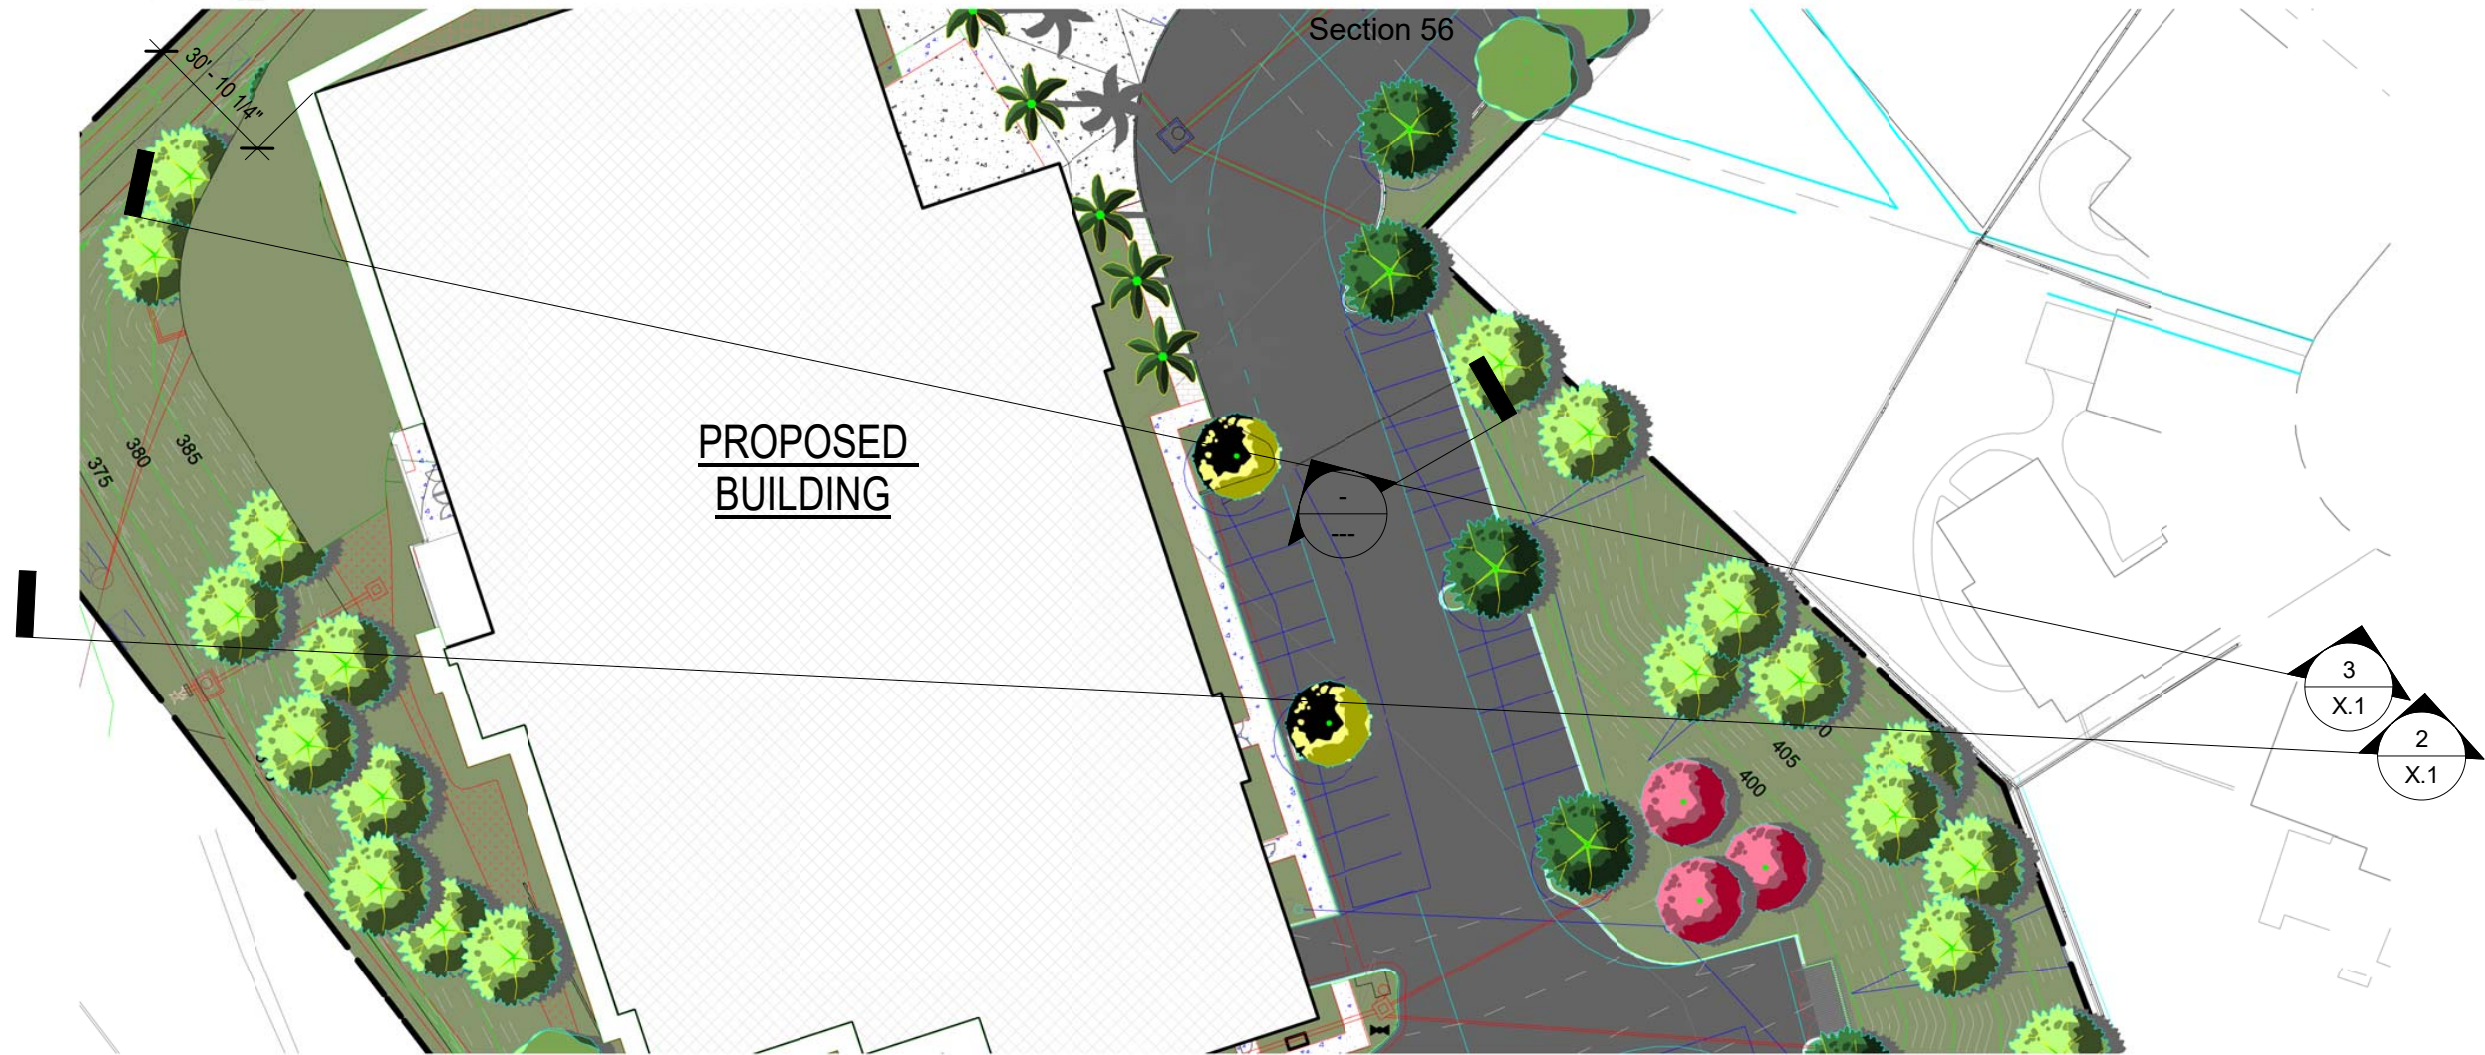 Section 56
30' - 10 1/4"
PROPOSED
BUILDING
385
380
375
-
---
3
X.1
2
X.1
405
400